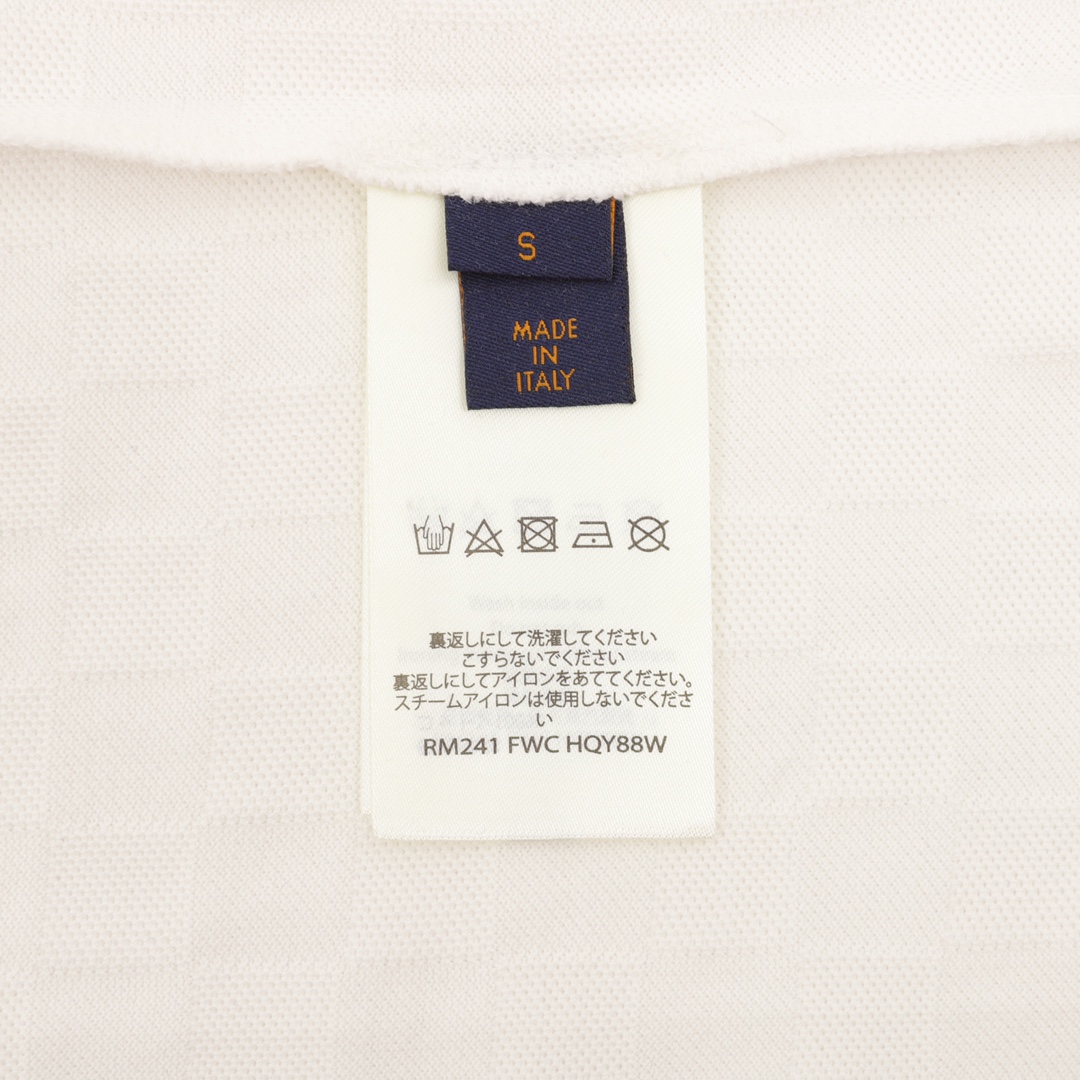 S
MADE
IN
ITALY
裏返しにして洗濯してください
こすらないでください
裏返しにしてアイロンをあててください。
スチームアイロンは使用しないでくださ
い
RM241 FWC HQY88W